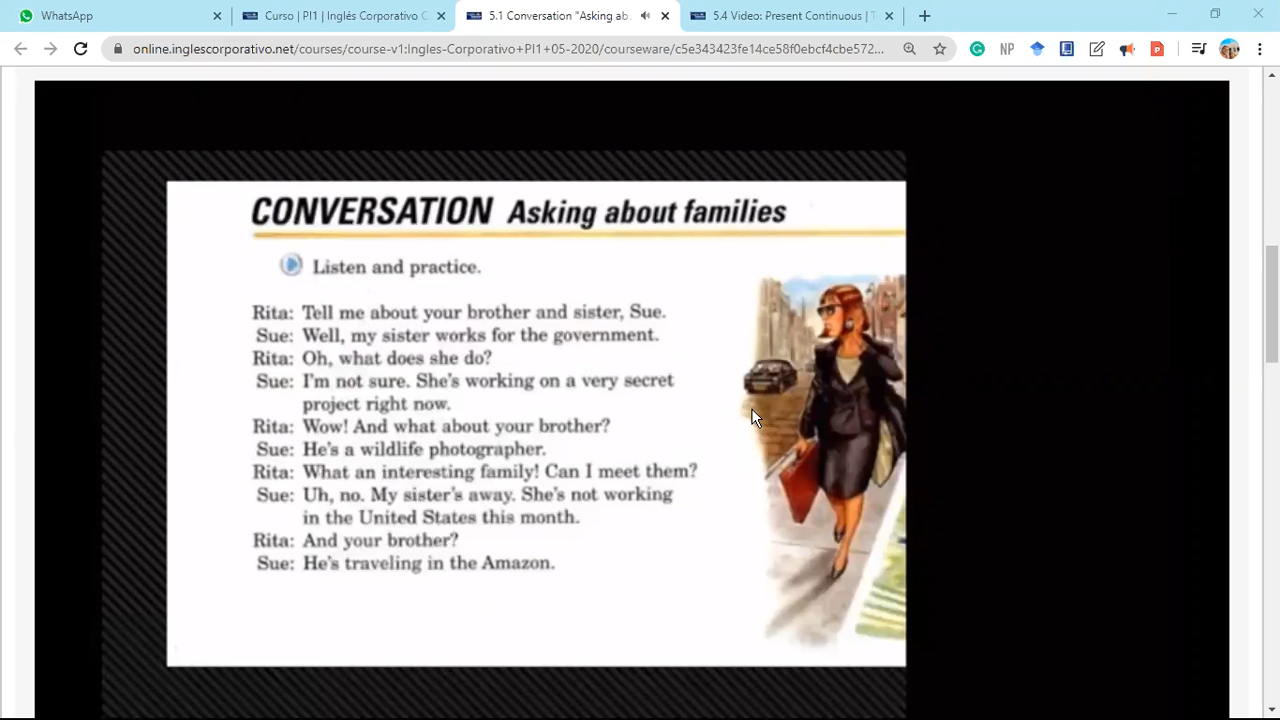 WhatsApp
Curso | PI1 | Inglés Corporativo C
5.1 Conversation "Asking ab
5.4 Video: Present Continuous | T
online.inglescorporativo.net/courses/course-v1:Ingles-Corporativo+PI1+05-2020/courseware/c5e343423fe14ce58f0ebcf4cbe572...
NP
CONVERSATION Asking about families
Listen and practice.
Rita: Tell me about your brother and sister, Sue.
Sue: Well, my sister works for the government.
Rita: Oh, what does she do?
Sue: I'm not sure. She's working on a very secret
project right now.
Rita: Wow! And what about your brother?
Sue: He's a wildlife photographer.
Rita: What an interesting family! Can I meet them?
Sue: Uh, no. My sister's away. She's not working
in the United States this month.
Rita: And your brother?
Sue: He's traveling in the Amazon.